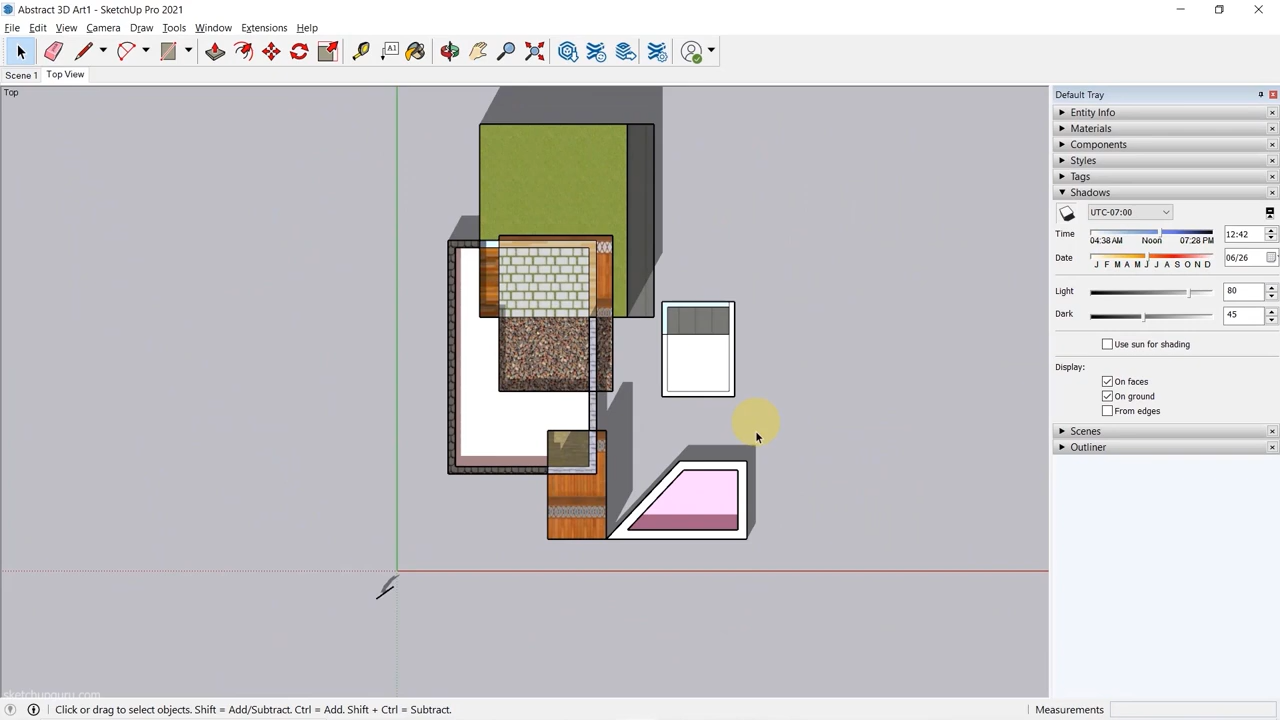 Abstract 3D Art1 - SketchUp Pro 2021
File Edit View Camera Draw Tools Window Extensions Help
A1
Scene 1 Top View
Top
Default Tray
Entity Info
Materials
Components
Styles
Tags
Shadows
UTC-07:00
Time 04:38 AM Noon 07:28 PM 12:42
Date J F M A M J J A S O N D 06/26
Light 80
Dark 45
Use sun for shading
Display:
On faces
On ground
From edges
Scenes
Outliner
sketchupguru.com
Click or drag to select objects. Shift = Add/Subtract. Ctrl = Add. Shift + Ctrl = Subtract.
Measurements